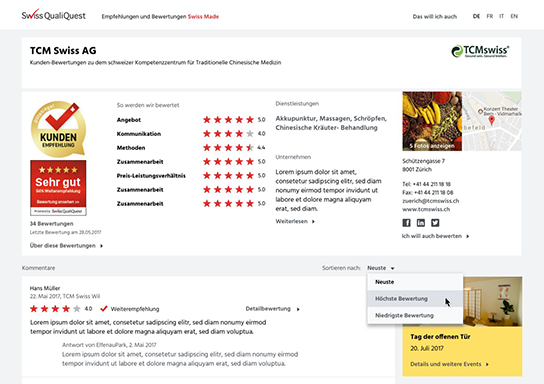 SwissQualiQuest
Empfehlungen und Bewertungen Swiss Made
Das will ich auch
DE FR IT EN
TCM Swiss AG
Kunden-Bewertungen zu dem schweizer Kompetenzzentrum für Traditionelle Chinesische Medizin
TCMswiss
KUNDEN
EMPFEHLUNG
Sehr gut
Bewertung ansehen >>
SwissQualiQuest
34 Bewertungen
Letzte Bewertung am 28.05.2017
Über diese Bewertungen
So werden wir bewertet
Angebot 5.0
Kommunikation 4.0
Methoden 4.4
Zusammenarbeit 5.0
Preis-Leistungsverhältnis 5.0
Zusammenarbeit 5.0
Zusammenarbeit 5.0
Dienstleistungen
Akkupunktur, Massagen, Schröpfen,
Chinesische Kräuter- Behandlung
Unternehmen
Lorem ipsum dolor sit amet,
consetetur sadipscing elitr, sed diam
nonumy eirmod tempor invidunt ut
labore et dolore magna aliquyam
erat, sed diam.
Weiterlesen
5 Fotos anzeigen
Konzert Theater
Bern - Vidmarhalle
Schützengasse 7
8001 Zürich
Tel: +41 44 211 18 18
Fax: +41 44 211 18 08
zuerich@tcmswiss.ch
www.tcmswiss.ch
Ich will auch bewerten
Kommentare
Sortieren nach: Neuste
Neuste
Höchste Bewertung
Niedrigste Bewertung
Hans Müller
22. Mai 2017, TCM Swiss Wil
4.0 Weiterempfehlung
Detailbewertung
Lorem ipsum dolor sit amet, consetetur sadipscing elitr, sed diam nonumy eirmod
tempor invidunt ut labore et dolore magna aliquyam erat, sed diam voluptua.
Antwort von ElfenauPark, 2. Mai 2017
Lorem ipsum dolor sit amet, consetetur sadipscing elitr, sed diam nonumy
eirmod tempor invidunt ut labore et dolore magna aliquyam erat, sed diam voluptua.
Tag der offenen Tür
20. Juli 2017
Details und weitere Events